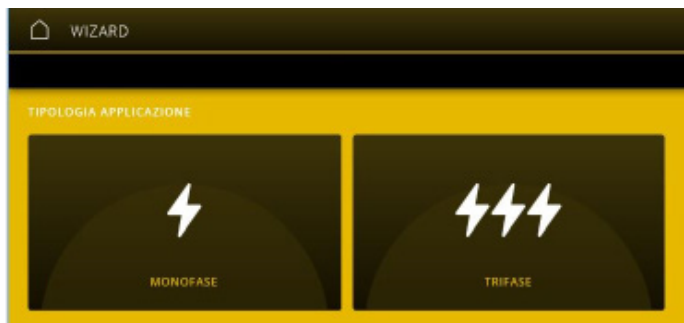 WIZARD
TIPOLOGIA APPLICAZIONE
MONOFASE
TRIFASE